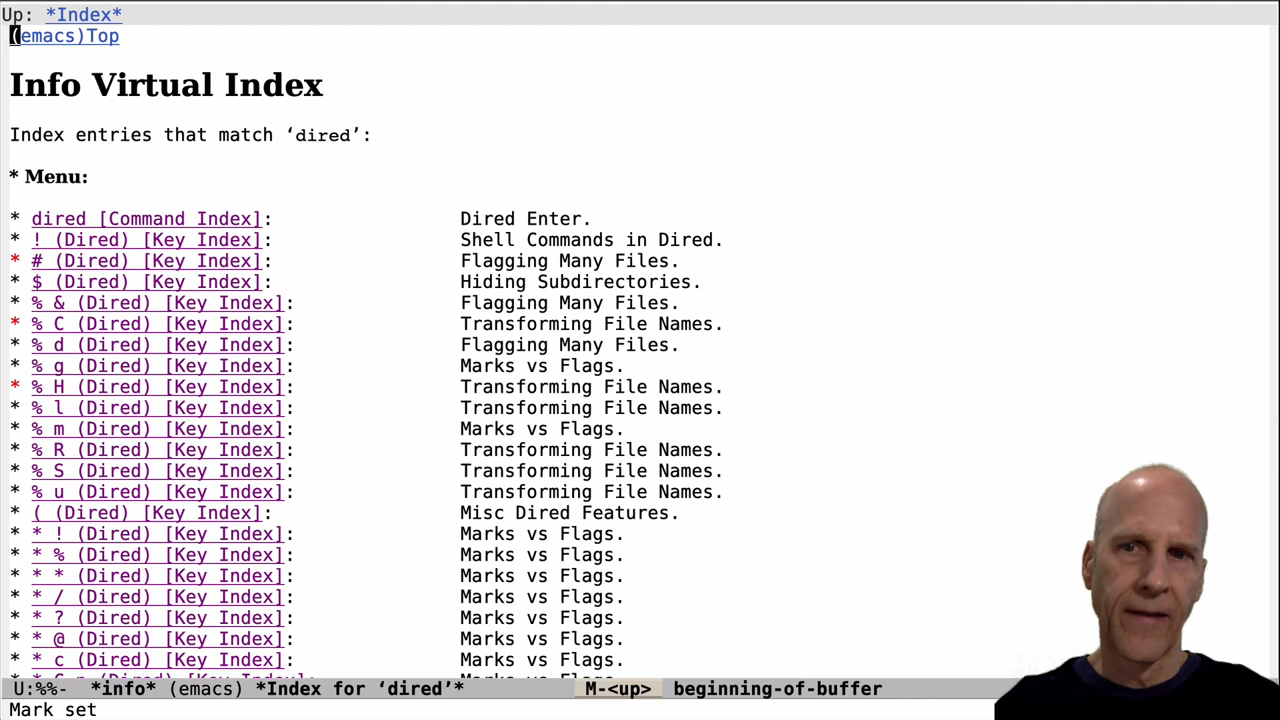 Up: *Index*
(emacs)Top
Info Virtual Index
Index entries that match ‘dired’:
* Menu:
* dired [Command Index]: Dired Enter.
* ! (Dired) [Key Index]: Shell Commands in Dired.
* # (Dired) [Key Index]: Flagging Many Files.
* $ (Dired) [Key Index]: Hiding Subdirectories.
* % & (Dired) [Key Index]: Flagging Many Files.
* % C (Dired) [Key Index]: Transforming File Names.
* % d (Dired) [Key Index]: Flagging Many Files.
* % g (Dired) [Key Index]: Marks vs Flags.
* % H (Dired) [Key Index]: Transforming File Names.
* % l (Dired) [Key Index]: Transforming File Names.
* % m (Dired) [Key Index]: Marks vs Flags.
* % R (Dired) [Key Index]: Transforming File Names.
* % S (Dired) [Key Index]: Transforming File Names.
* % u (Dired) [Key Index]: Transforming File Names.
* ( (Dired) [Key Index]: Misc Dired Features.
* * ! (Dired) [Key Index]: Marks vs Flags.
* * % (Dired) [Key Index]: Marks vs Flags.
* * * (Dired) [Key Index]: Marks vs Flags.
* * / (Dired) [Key Index]: Marks vs Flags.
* * ? (Dired) [Key Index]: Marks vs Flags.
* * @ (Dired) [Key Index]: Marks vs Flags.
* * c (Dired) [Key Index]: Marks vs Flags.
U:%%- *info* (emacs) *Index for ‘dired’* M-<up> beginning-of-buffer
Mark set